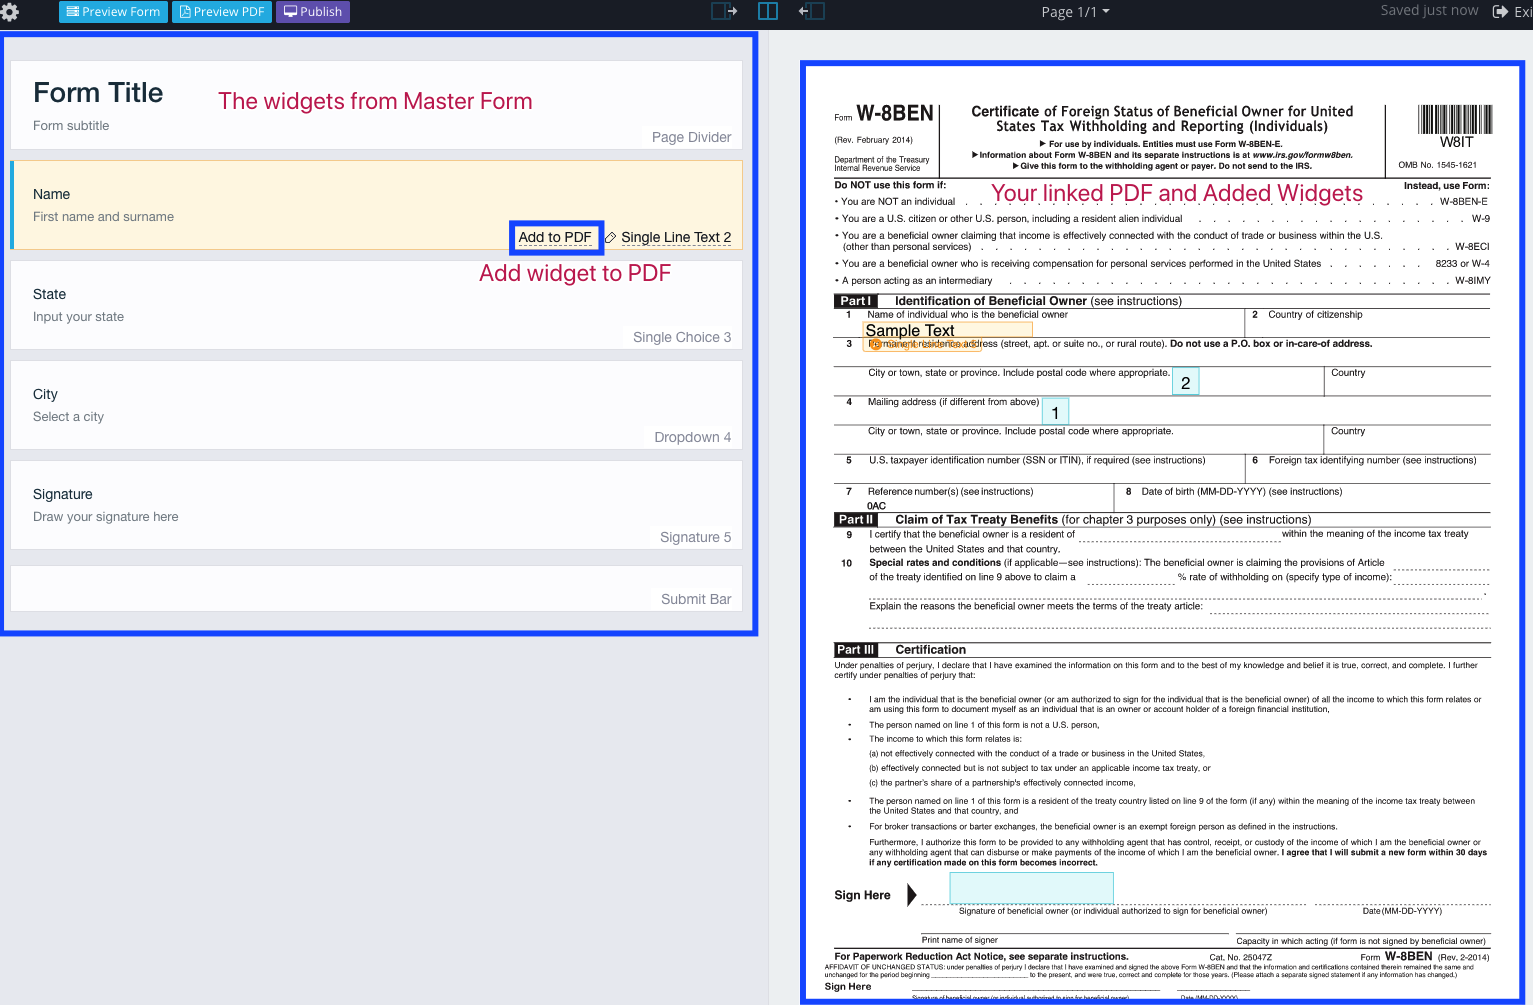 Preview Form Preview PDF Publish Page 1/1 Saved just now Exi
Form Title
The widgets from Master Form
Form subtitle
Page Divider
Name
First name and surname
Add to PDF Single Line Text 2
Add widget to PDF
State
Input your state
Single Choice 3
City
Select a city
Dropdown 4
Signature
Draw your signature here
Signature 5
Submit Bar
Form W-8BEN
(Rev. February 2014)
Department of the Treasury
Internal Revenue Service
Certificate of Foreign Status of Beneficial Owner for United
States Tax Withholding and Reporting (Individuals)
▶ For use by individuals. Entities must use Form W-8BEN-E.
▶ Information about Form W-8BEN and its separate instructions is at www.irs.gov/formw8ben.
▶ Give this form to the withholding agent or payer. Do not send to the IRS.
W8IT
OMB No. 1545-1621
Do NOT use this form if: Instead, use Form:
Your linked PDF and Added Widgets
• You are NOT an individual . . . . . . . . . . W-8BEN-E
• You are a U.S. citizen or other U.S. person, including a resident alien individual . . . . . . . . . . W-9
• You are a beneficial owner claiming that income is effectively connected with the conduct of trade or business within the U.S.
(other than personal services) . . . . . . . . . . W-8ECI
• You are a beneficial owner who is receiving compensation for personal services performed in the United States . . . . . . . 8233 or W-4
• A person acting as an intermediary . . . . . . . . . . W-8IMY
Part I Identification of Beneficial Owner (see instructions)
1 Name of individual who is the beneficial owner 2 Country of citizenship
Sample Text
3 Permanent residence address (street, apt. or suite no., or rural route). Do not use a P.O. box or in-care-of address.
City or town, state or province. Include postal code where appropriate. 2 Country
4 Mailing address (if different from above) 1
City or town, state or province. Include postal code where appropriate. Country
5 U.S. taxpayer identification number (SSN or ITIN), if required (see instructions) 6 Foreign tax identifying number (see instructions)
7 Reference number(s) (see instructions) 8 Date of birth (MM-DD-YYYY) (see instructions)
0AC
Part II Claim of Tax Treaty Benefits (for chapter 3 purposes only) (see instructions)
9 I certify that the beneficial owner is a resident of within the meaning of the income tax treaty
between the United States and that country.
10 Special rates and conditions (if applicable—see instructions): The beneficial owner is claiming the provisions of Article
of the treaty identified on line 9 above to claim a % rate of withholding on (specify type of income):
.
Explain the reasons the beneficial owner meets the terms of the treaty article:
Part III Certification
Under penalties of perjury, I declare that I have examined the information on this form and to the best of my knowledge and belief it is true, correct, and complete. I further
certify under penalties of perjury that:
• I am the individual that is the beneficial owner (or am authorized to sign for the individual that is the beneficial owner) of all the income to which this form relates or
am using this form to document myself as an individual that is an owner or account holder of a foreign financial institution,
• The person named on line 1 of this form is not a U.S. person,
• The income to which this form relates is:
(a) not effectively connected with the conduct of a trade or business in the United States,
(b) effectively connected but is not subject to tax under an applicable income tax treaty, or
(c) the partner's share of a partnership's effectively connected income,
• The person named on line 1 of this form is a resident of the treaty country listed on line 9 of the form (if any) within the meaning of the income tax treaty between
the United States and that country, and
• For broker transactions or barter exchanges, the beneficial owner is an exempt foreign person as defined in the instructions.
Furthermore, I authorize this form to be provided to any withholding agent that has control, receipt, or custody of the income of which I am the beneficial owner or
any withholding agent that can disburse or make payments of the income of which I am the beneficial owner. I agree that I will submit a new form within 30 days
if any certification made on this form becomes incorrect.
Sign Here
Signature of beneficial owner (or individual authorized to sign for beneficial owner) Date (MM-DD-YYYY)
Print name of signer Capacity in which acting (if form is not signed by beneficial owner)
For Paperwork Reduction Act Notice, see separate instructions. Cat. No. 25047Z Form W-8BEN (Rev. 2-2014)
AFFIDAVIT OF UNCHANGED STATUS: under penalties of perjury I declare that I have examined and signed the above Form W-8BEN and that the information and certifications contained therein remained the same and
unchanged for the period beginning to the present, and were true, correct and complete for those years. (Please attach a separate signed statement if any information has changed.)
Sign Here
Signature of beneficial owner (or individual authorized to sign for beneficial owner) Date (MM-DD-YYYY)